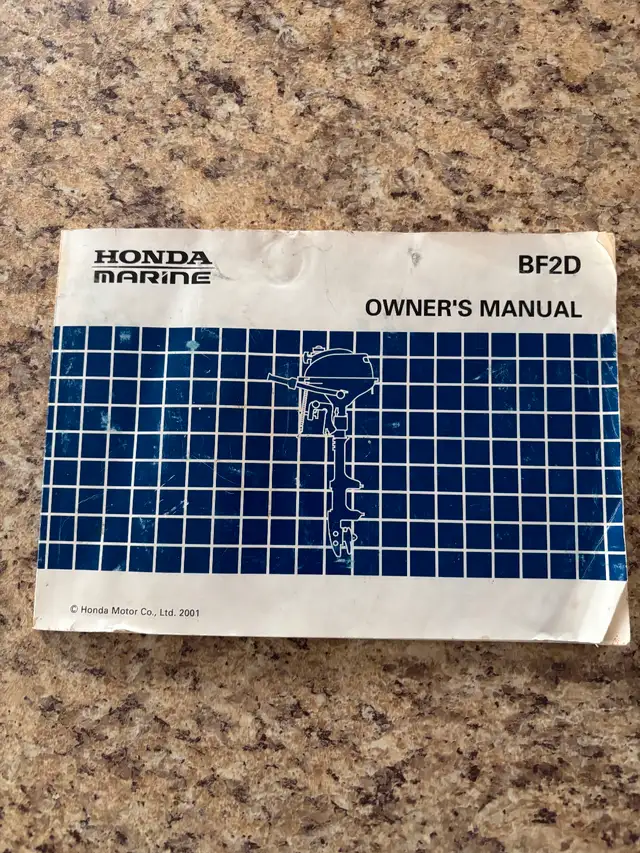 HONDA
MARINE
BF2D
OWNER'S MANUAL
© Honda Motor Co., Ltd. 2001